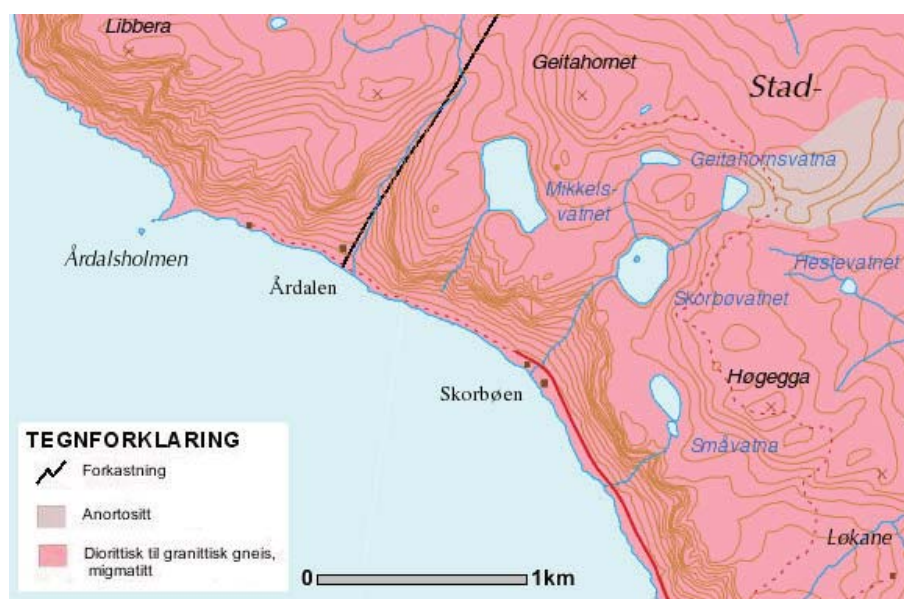 Libbera
Geitahornet
Stad-
Geitahornsvatna
Mikkels-
vatnet
Årdalsholmen
Hestevatnet
Årdalen
Skorbøvatnet
Skorbøen
Høgegga
Småvatna
Løkane
TEGNFORKLARING
Forkastning
Anortositt
Diorittisk til granittisk gneis,
migmatitt
0 1km